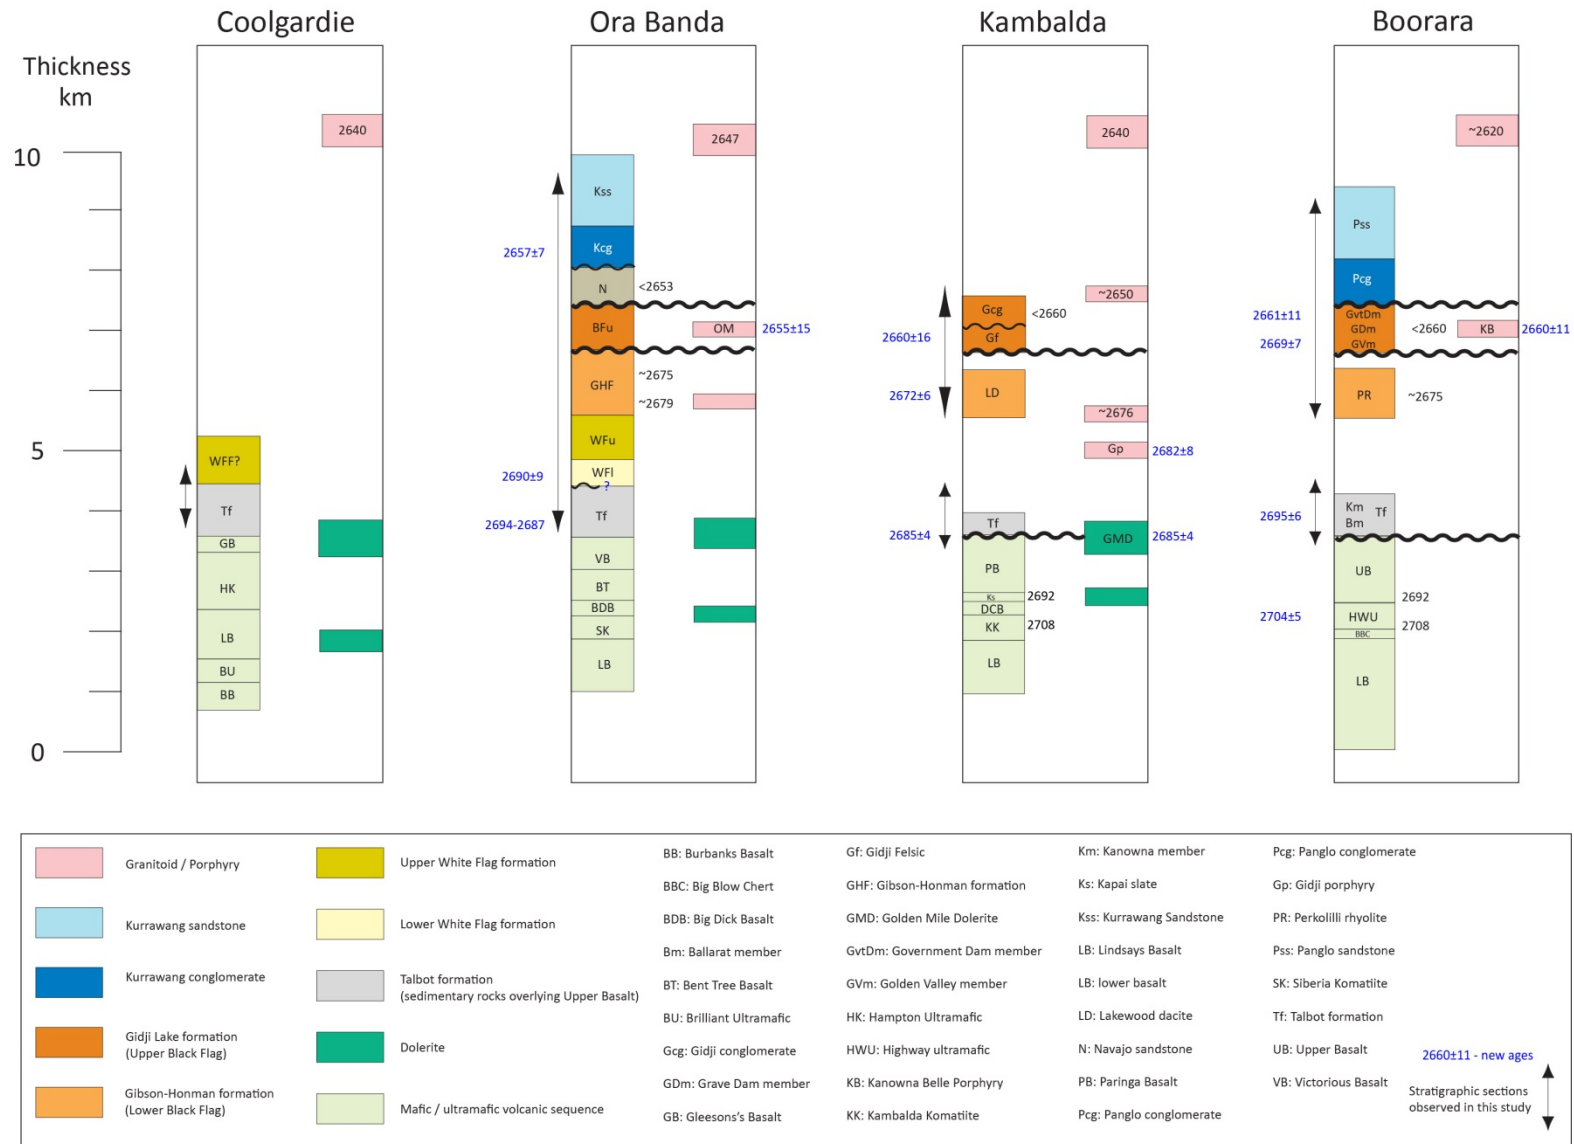 Coolgardie
Ora Banda
Kambalda
Boorara
Thickness
km
10
5
0
2640
WFF?
Tf
GB
HK
LB
BU
BB
2647
Kss
2657±7
Kcg
N
<2653
BFu
OM
2655±15
GHF
~2675
~2679
WFu
2690±9
WFl
?
2694-2687
Tf
VB
BT
BDB
SK
LB
2640
~2650
Gcg
<2660
2660±16
Gf
2672±6
LD
~2676
Gp
2682±8
Tf
2685±4
GMD
2685±4
PB
Ks
2692
DCB
KK
2708
LB
~2620
Pss
Pcg
2661±11
GvtDm
GDm
<2660
KB
2660±11
2669±7
GVm
PR
~2675
Km
Tf
2695±6
Bm
UB
2692
2704±5
HWU
2708
BBC
LB
Granitoid / Porphyry
Kurrawang sandstone
Kurrawang conglomerate
Gidji Lake formation
(Upper Black Flag)
Gibson-Honman formation
(Lower Black Flag)
Upper White Flag formation
Lower White Flag formation
Talbot formation
(sedimentary rocks overlying Upper Basalt)
Dolerite
Mafic / ultramafic volcanic sequence
BB: Burbanks Basalt
BBC: Big Blow Chert
BDB: Big Dick Basalt
Bm: Ballarat member
BT: Bent Tree Basalt
BU: Brilliant Ultramafic
Gcg: Gidji conglomerate
GDm: Grave Dam member
GB: Gleesons's Basalt
Gf: Gidji Felsic
GHF: Gibson-Honman formation
GMD: Golden Mile Dolerite
GvtDm: Government Dam member
GVm: Golden Valley member
HK: Hampton Ultramafic
HWU: Highway ultramafic
KB: Kanowna Belle Porphyry
KK: Kambalda Komatiite
Km: Kanowna member
Ks: Kapai slate
Kss: Kurrawang Sandstone
LB: Lindsays Basalt
LB: lower basalt
LD: Lakewood dacite
N: Navajo sandstone
PB: Paringa Basalt
Pcg: Panglo conglomerate
Pcg: Panglo conglomerate
Gp: Gidji porphyry
PR: Perkolilli rhyolite
Pss: Panglo sandstone
SK: Siberia Komatiite
Tf: Talbot formation
UB: Upper Basalt
VB: Victorious Basalt
2660±11 - new ages
Stratigraphic sections
observed in this study